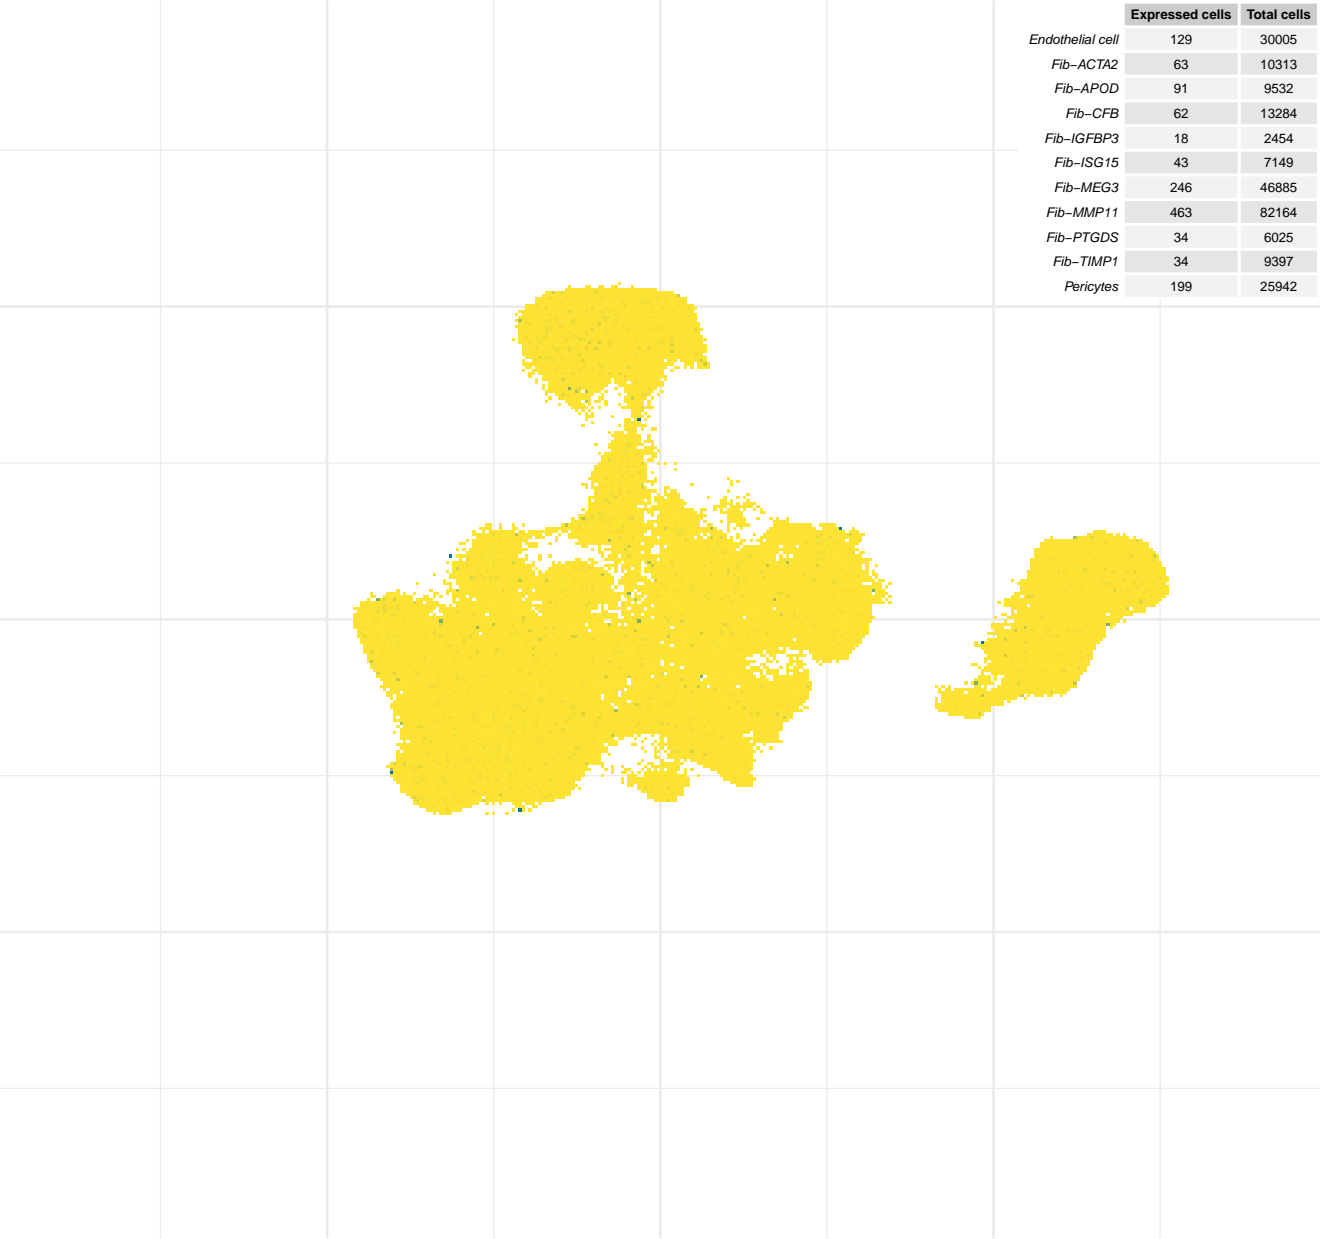 Expressed cells Total cells
Endothelial cell 129 30005
Fib−ACTA2 63 10313
Fib−APOD 91 9532
Fib−CFB 62 13284
Fib−IGFBP3 18 2454
Fib−ISG15 43 7149
Fib−MEG3 246 46885
Fib−MMP11 463 82164
Fib−PTGDS 34 6025
Fib−TIMP1 34 9397
Pericytes 199 25942